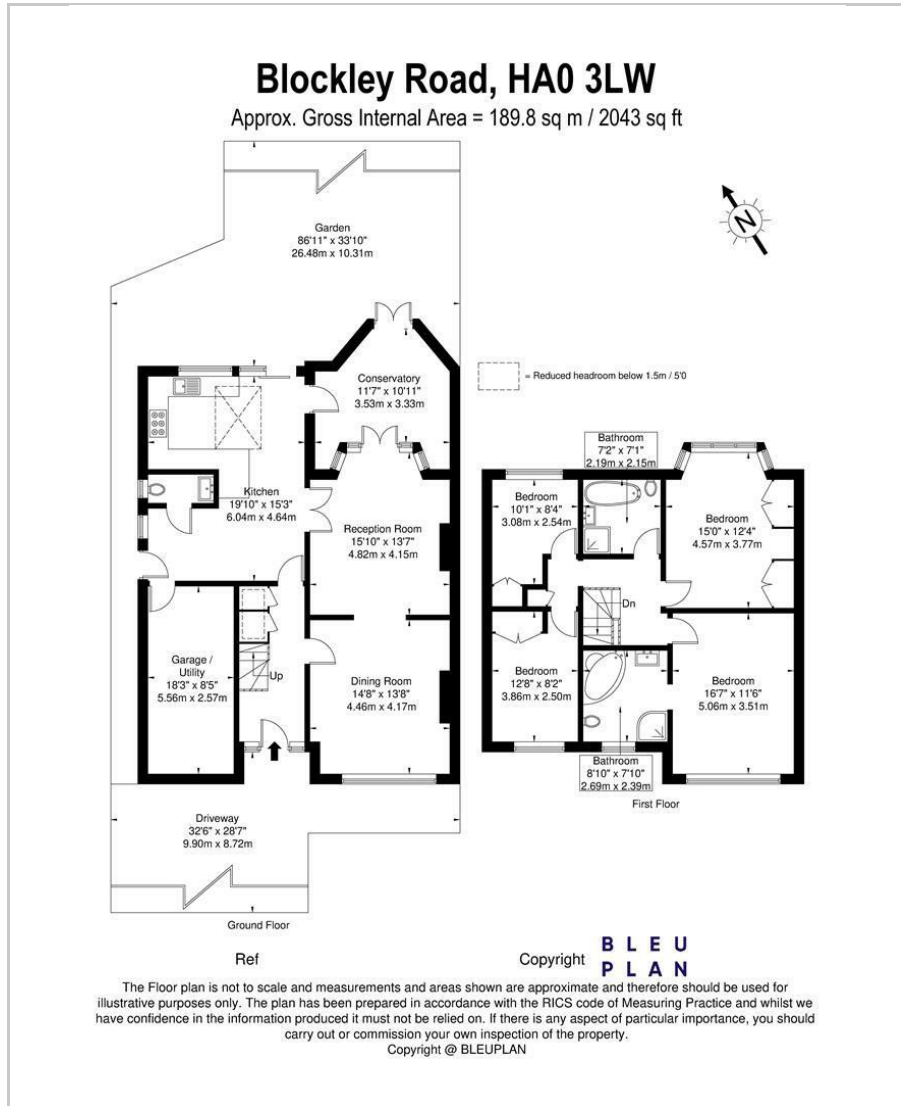 Blockley Road, HA0 3LW
Approx. Gross Internal Area = 189.8 sq m / 2043 sq ft
N
Garden
86'11" x 33'10"
26.48m x 10.31m
Conservatory
11'7" x 10'11"
3.53m x 3.33m
= Reduced headroom below 1.5m / 5'0
Kitchen
19'10" x 15'3"
6.04m x 4.64m
Reception Room
15'10" x 13'7"
4.82m x 4.15m
Garage /
Utility
18'3" x 8'5"
5.56m x 2.57m
Up
Dining Room
14'8" x 13'8"
4.46m x 4.17m
Driveway
32'6" x 28'7"
9.90m x 8.72m
Ground Floor
Bathroom
7'2" x 7'1"
2.19m x 2.15m
Bedroom
10'1" x 8'4"
3.08m x 2.54m
Bedroom
15'0" x 12'4"
4.57m x 3.77m
Dn
Bedroom
12'8" x 8'2"
3.86m x 2.50m
Bedroom
16'7" x 11'6"
5.06m x 3.51m
Bathroom
8'10" x 7'10"
2.69m x 2.39m
First Floor
Ref
Copyright
BLEU
PLAN
The Floor plan is not to scale and measurements and areas shown are approximate and therefore should be used for
illustrative purposes only. The plan has been prepared in accordance with the RICS code of Measuring Practice and whilst we
have confidence in the information produced it must not be relied on. If there is any aspect of particular importance, you should
carry out or commission your own inspection of the property.
Copyright @ BLEUPLAN